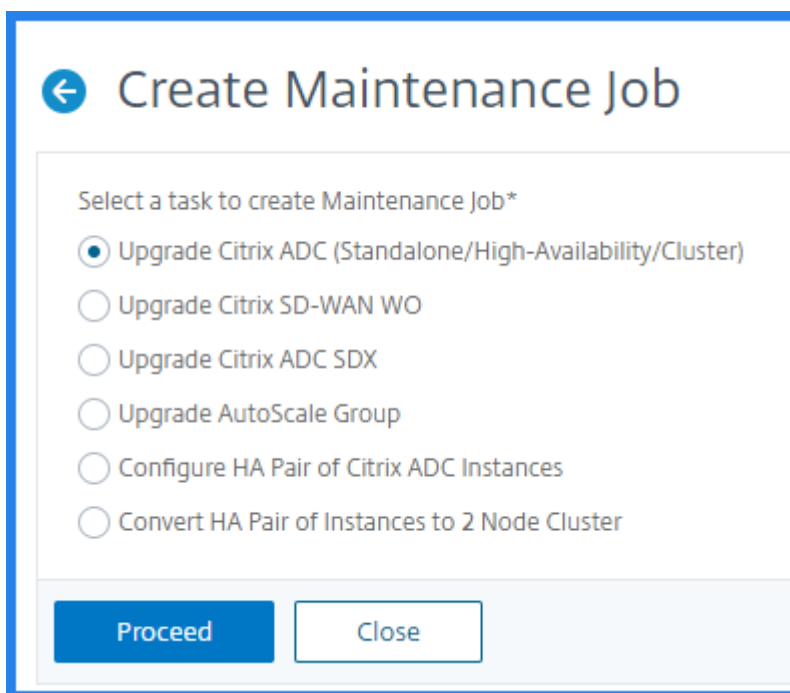 Create Maintenance Job
Select a task to create Maintenance Job*
Upgrade Citrix ADC (Standalone/High-Availability/Cluster)
Upgrade Citrix SD-WAN WO
Upgrade Citrix ADC SDX
Upgrade AutoScale Group
Configure HA Pair of Citrix ADC Instances
Convert HA Pair of Instances to 2 Node Cluster
Proceed
Close